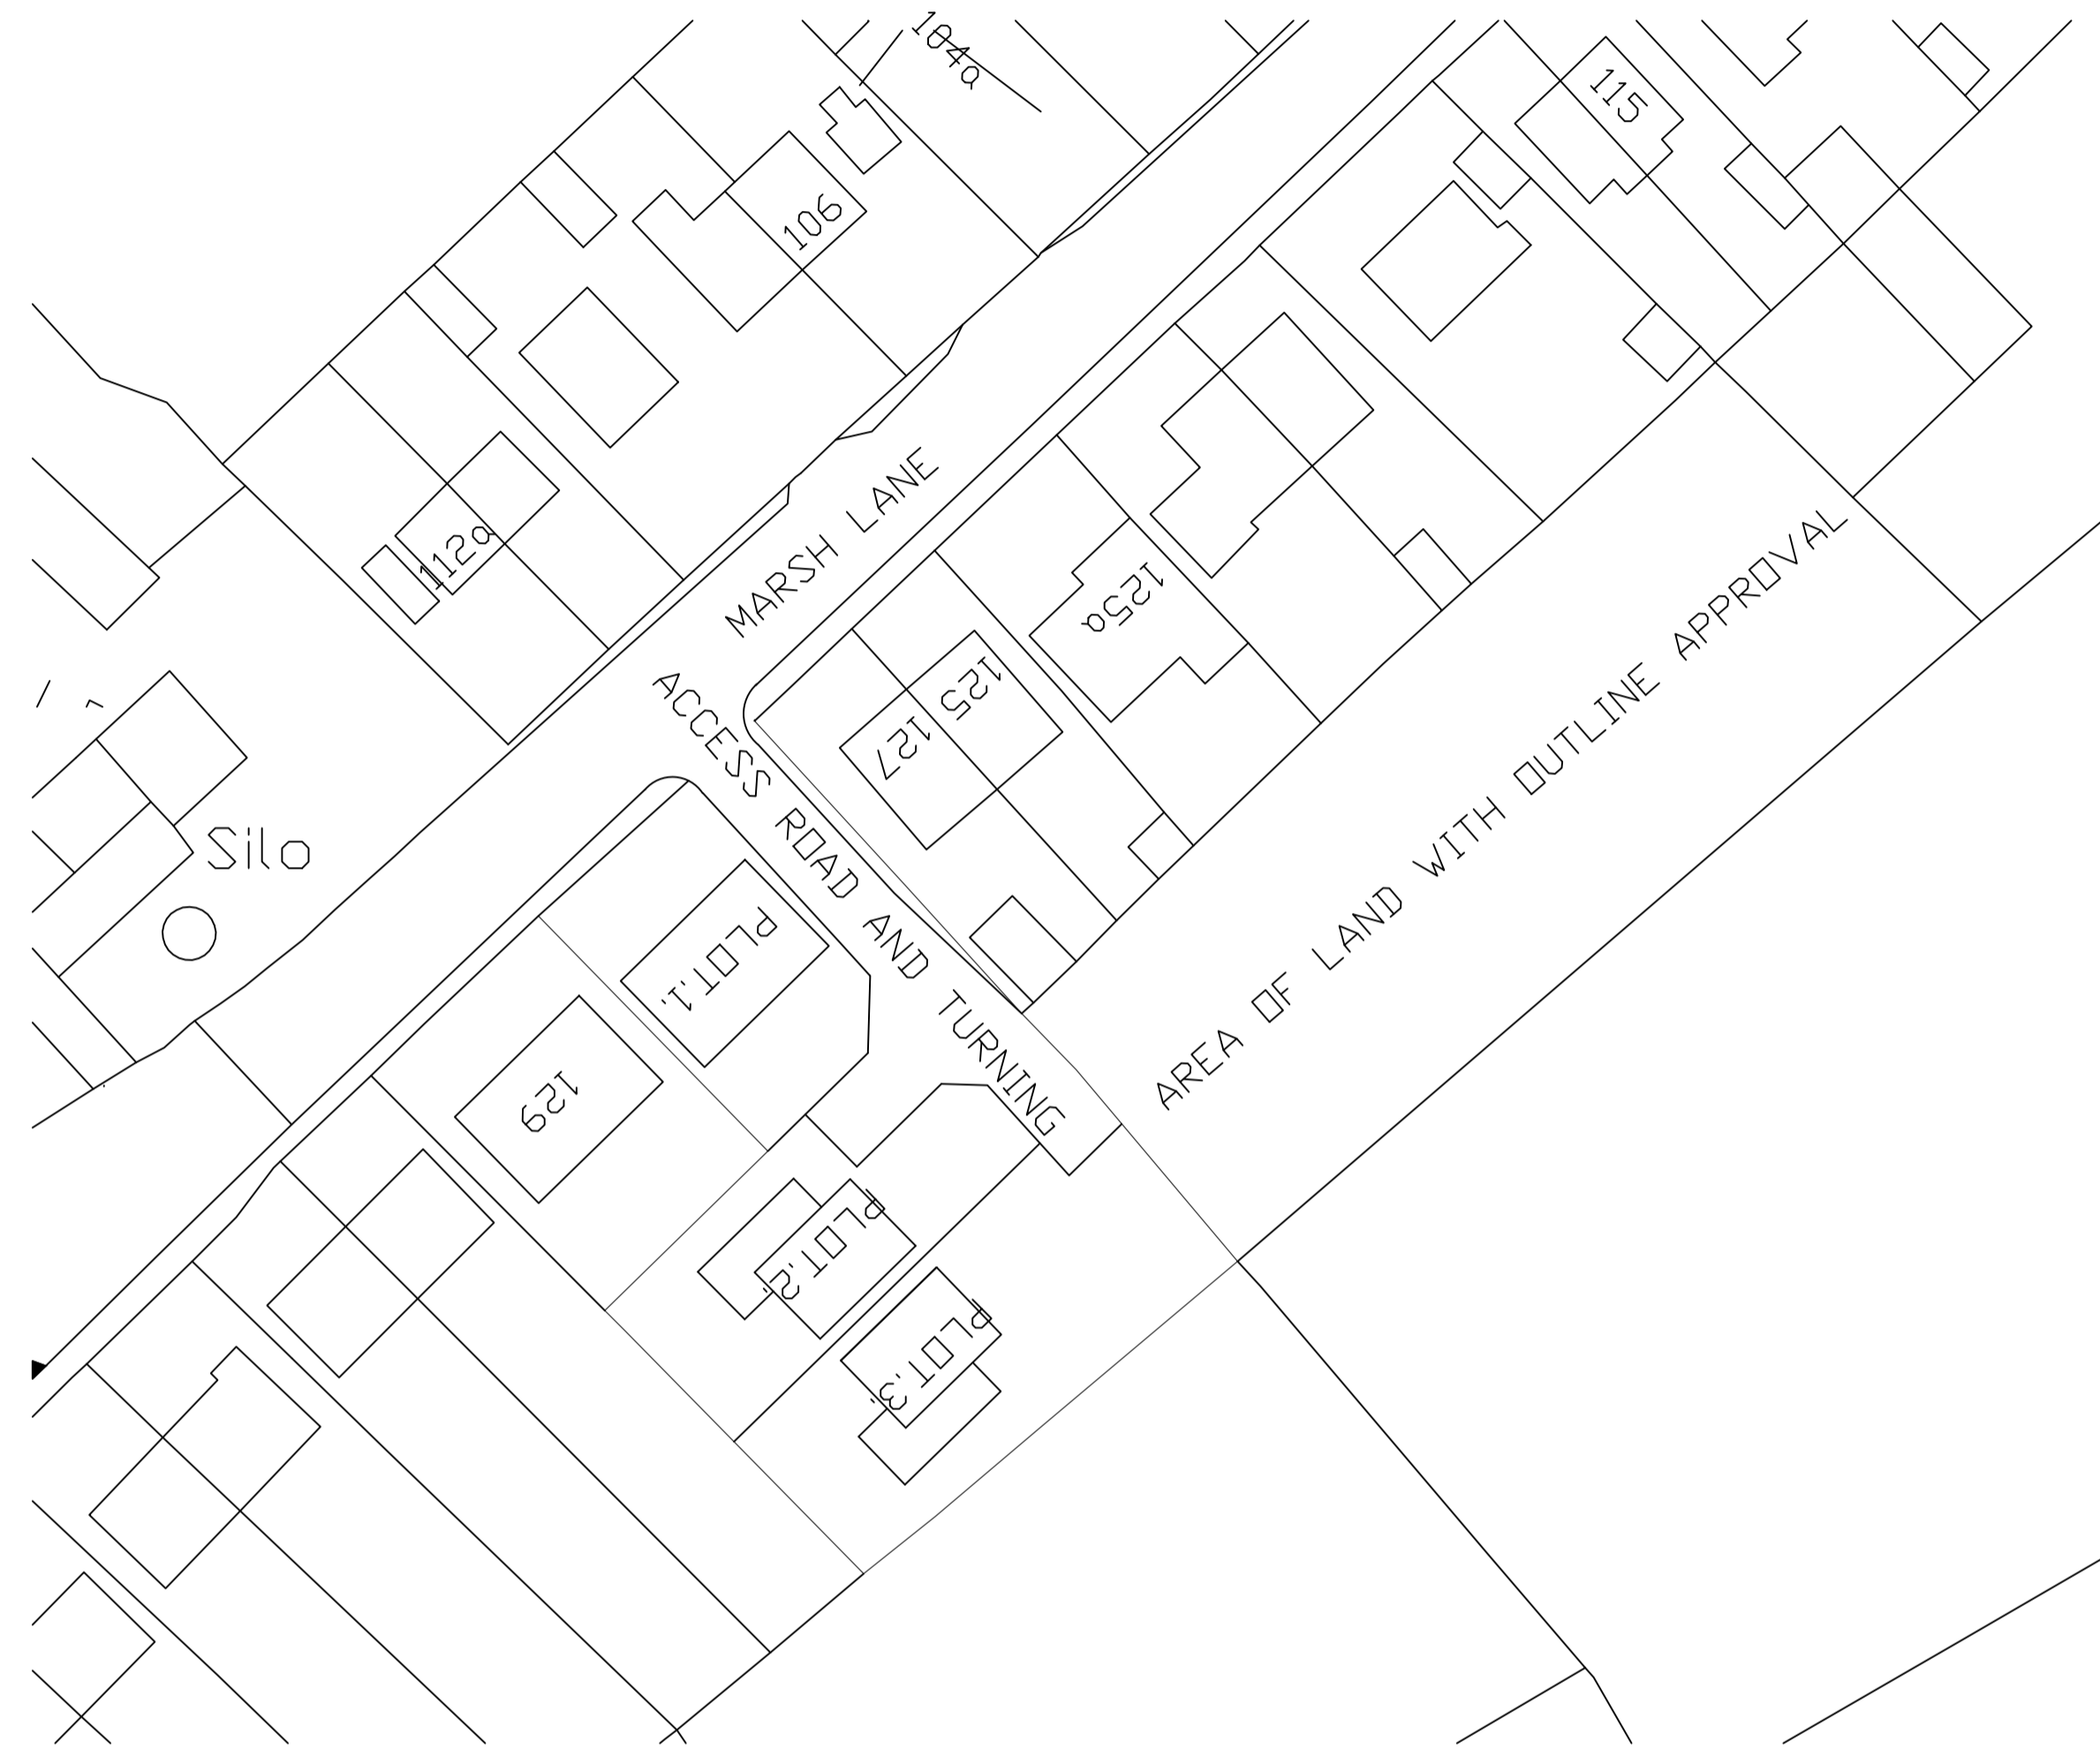 104a
115
106
112a
MARSH LANE
123a
125
127
ACCESS ROAD AND TURNING
Silo
AREA OF LAND WITH OUTLINE APPROVAL
PLOT '1'
129
PLOT '2'
PLOT '3'